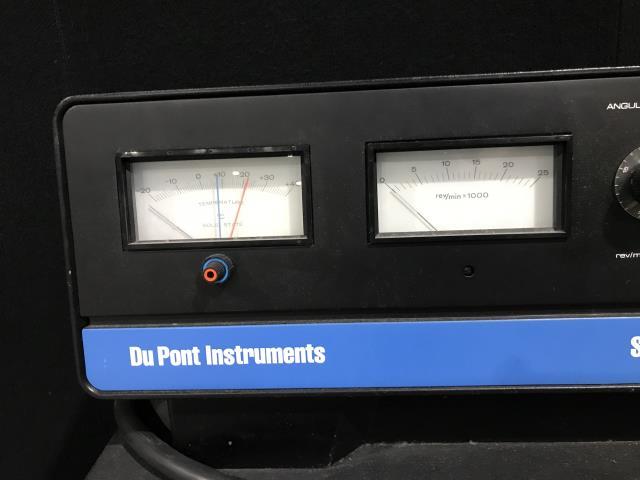 ANGUL
-20 -10 0 +10 20 +30 +4
TEMPERATURE
°C
SOLID STATE
0 5 10 15 20 25
rev/min × 1000
rev/m
Du Pont Instruments
S